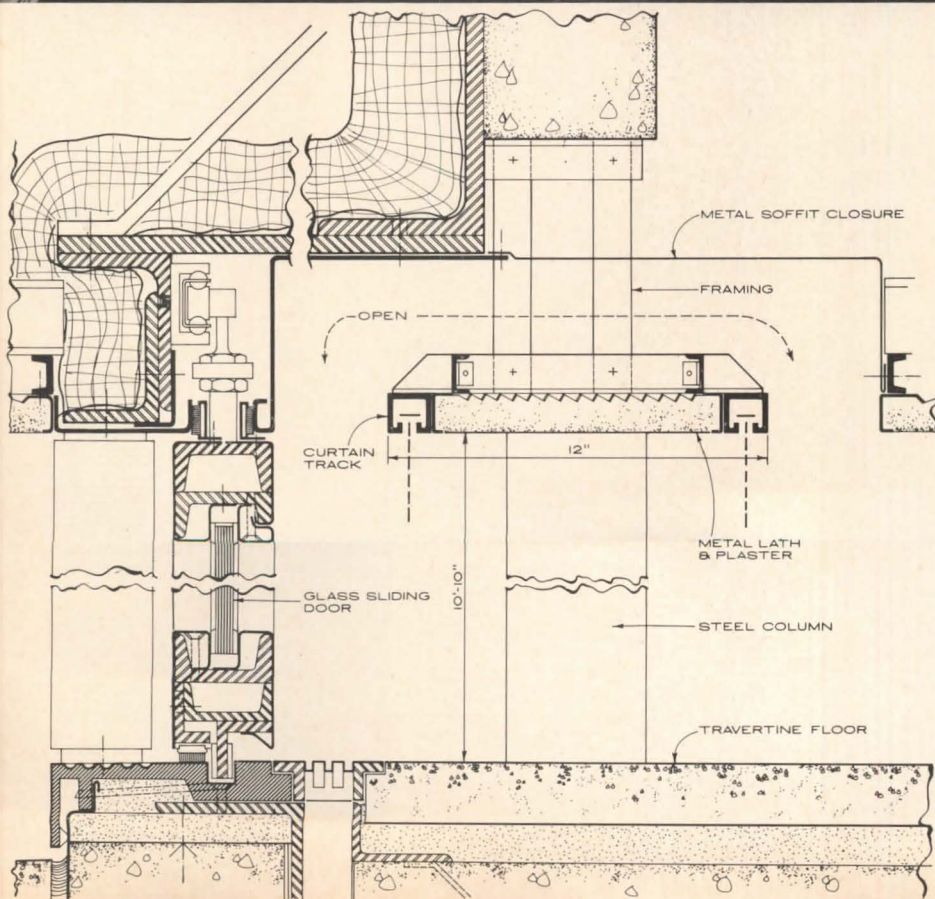 METAL SOFFIT CLOSURE
FRAMING
OPEN
CURTAIN
TRACK
12"
METAL LATH
& PLASTER
10'-10"
GLASS SLIDING
DOOR
STEEL COLUMN
TRAVERTINE FLOOR